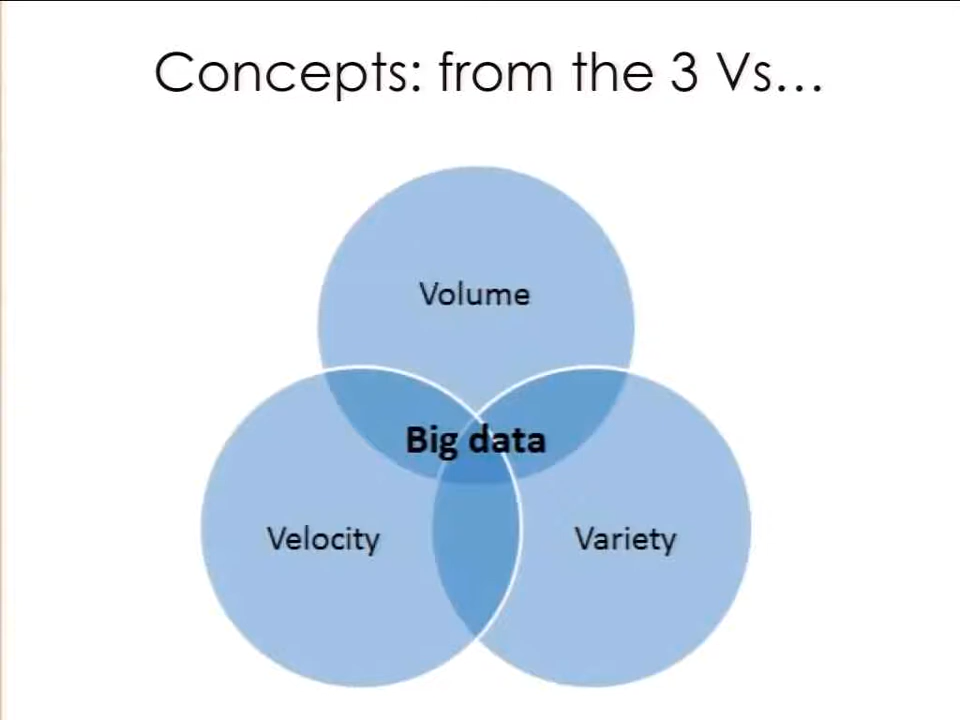 Concepts: from the 3 Vs...
Volume
Big data
Velocity
Variety